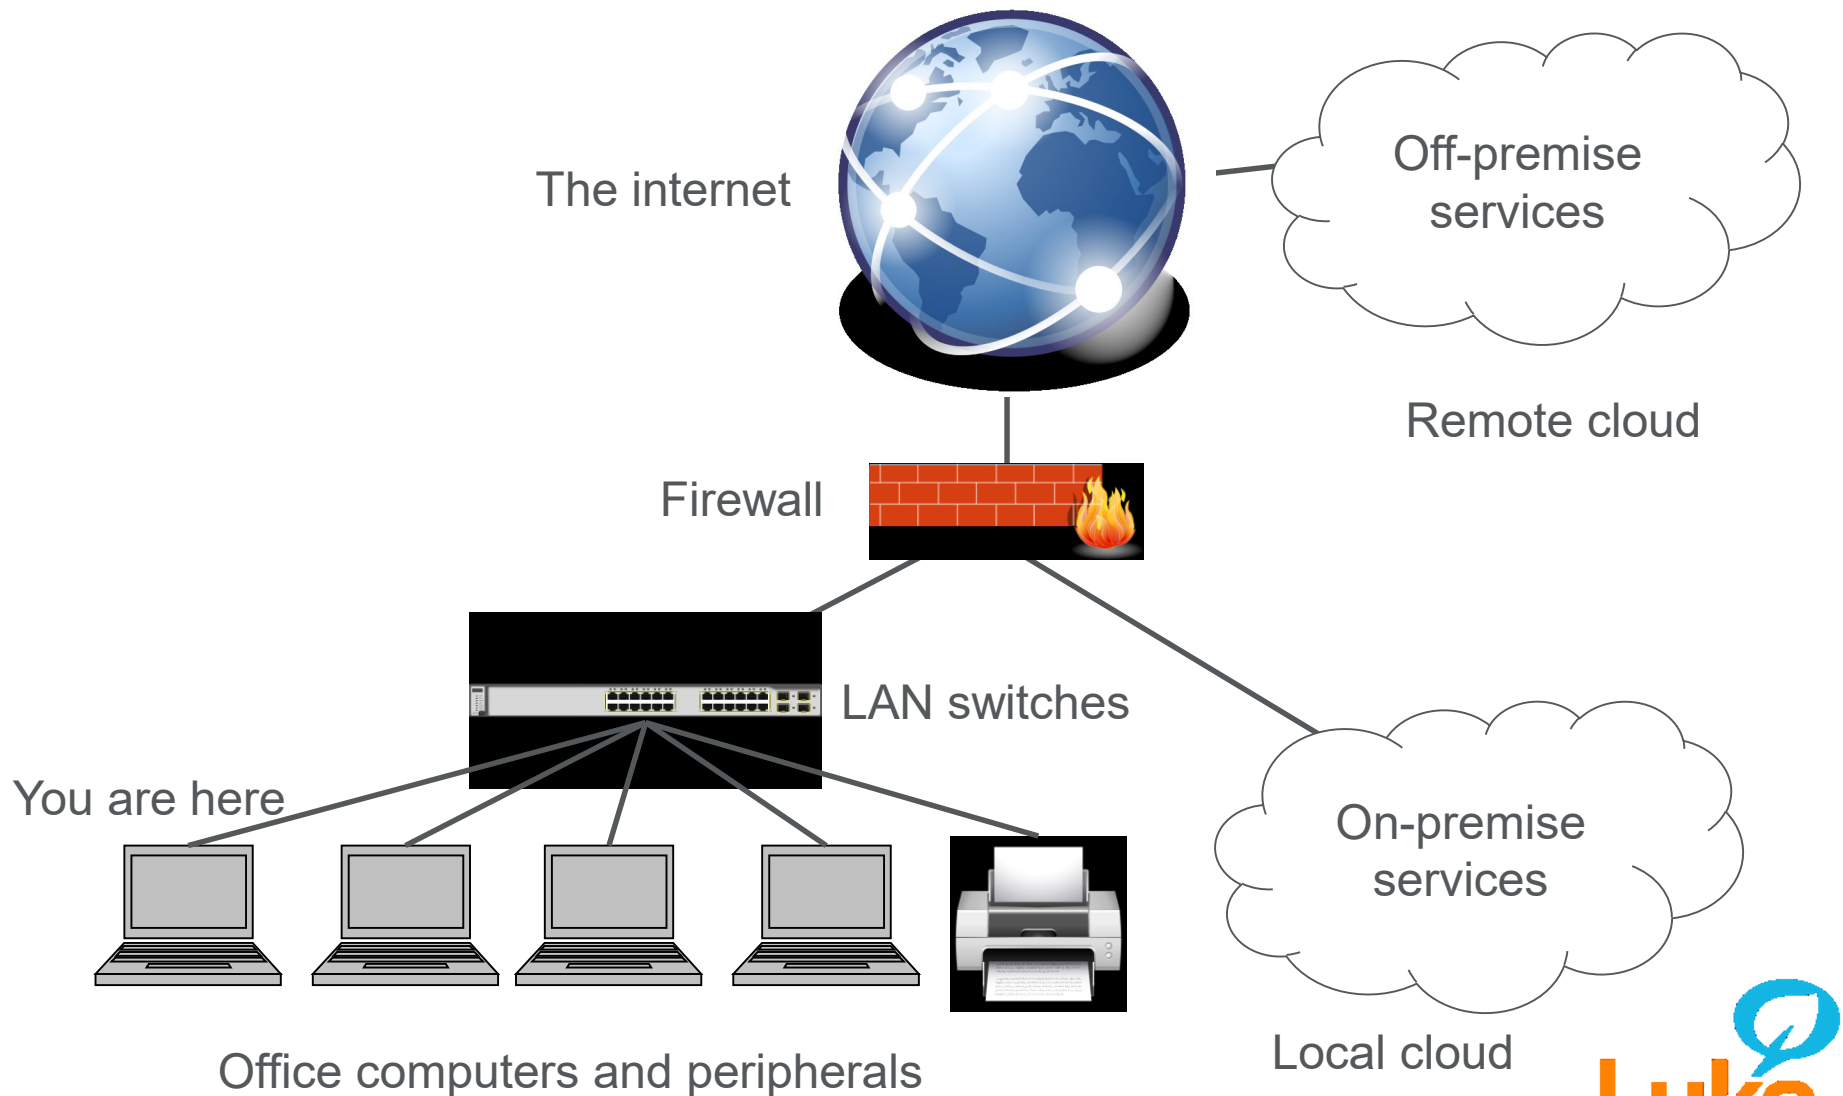 Off-premise
services
The internet
Remote cloud
Firewall
LAN switches
You are here
On-premise
services
Local cloud
Office computers and peripherals